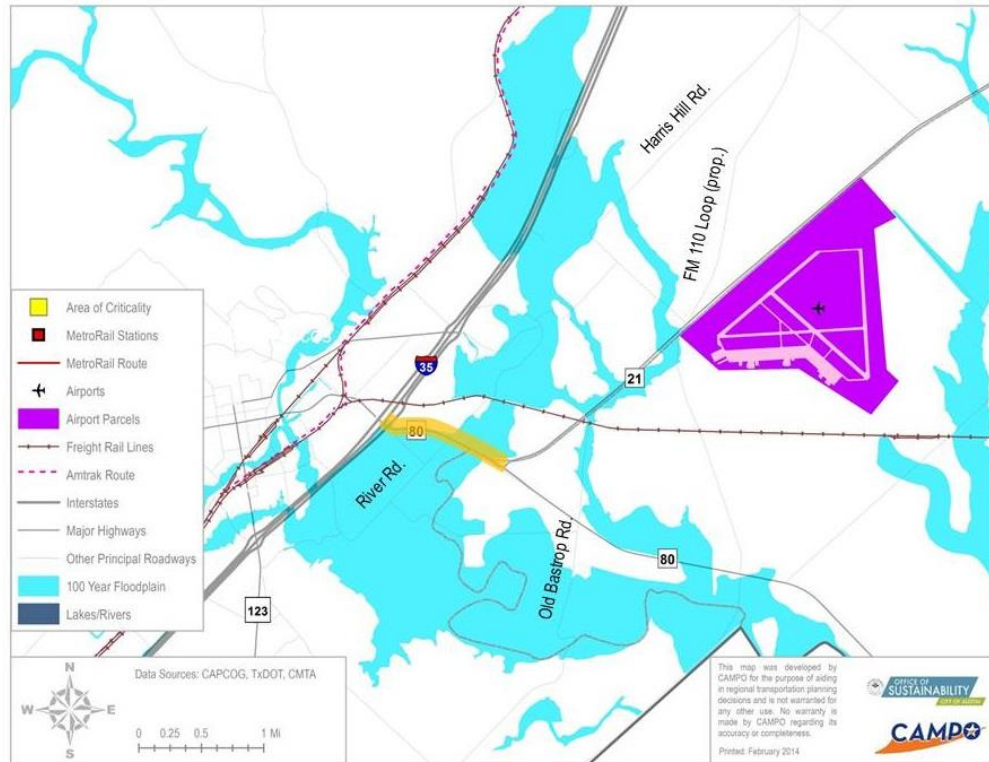 Harris Hill Rd.
FM 110 Loop (prop.)
35
21
80
River Rd.
Old Bastrop Rd.
80
123
Area of Criticality
MetroRail Stations
MetroRail Route
Airports
Airport Parcels
Freight Rail Lines
Amtrak Route
Interstates
Major Highways
Other Principal Roadways
100 Year Floodplain
Lakes/Rivers
N
W E
S
Data Sources: CAPCOG, TxDOT, CMTA
0 0.25 0.5 1 Mi
This map was developed by
CAMPO for the purpose of aiding
in regional transportation planning
decisions and is not warranted for
any other use. No warranty is
made by CAMPO regarding its
accuracy or completeness.
Printed: February 2014
OFFICE OF
SUSTAINABILITY
CITY OF AUSTIN
CAMPO